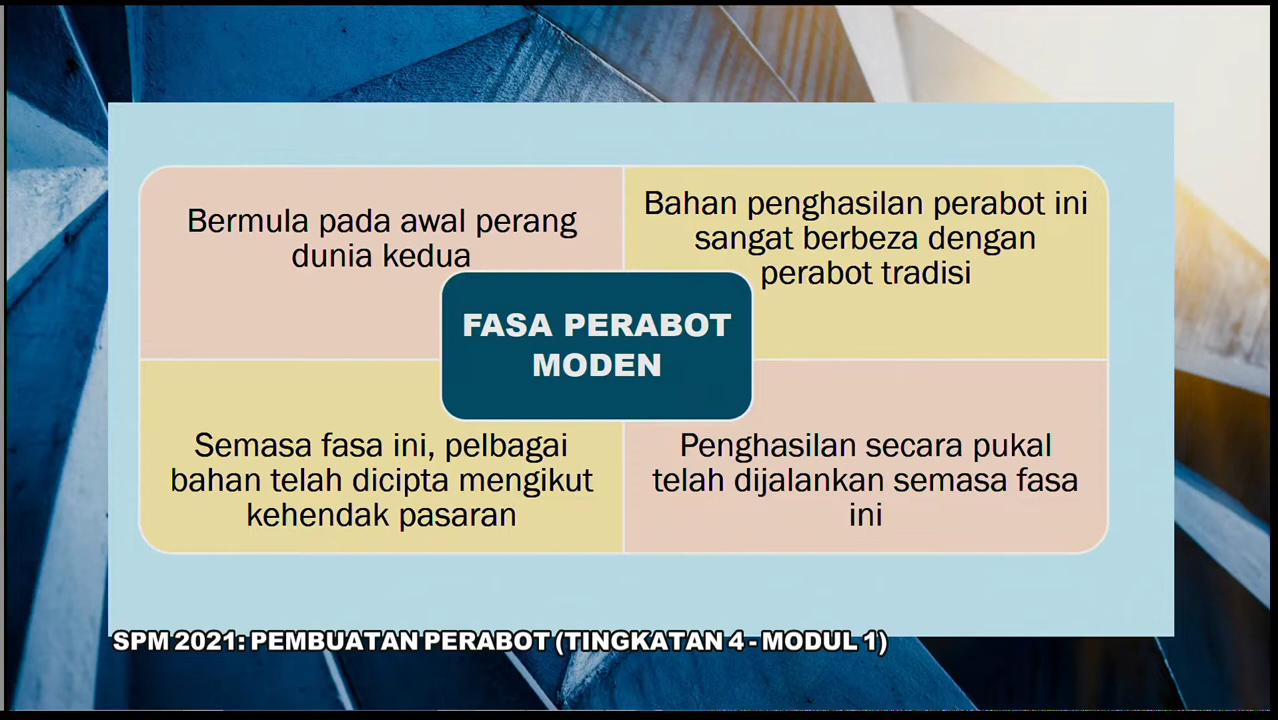 Bermula pada awal perang
dunia kedua
Bahan penghasilan perabot ini
sangat berbeza dengan
perabot tradisi
FASA PERABOT
MODEN
Semasa fasa ini, pelbagai
bahan telah dicipta mengikut
kehendak pasaran
Penghasilan secara pukal
telah dijalankan semasa fasa
ini
SPM 2021: PEMBUATAN PERABOT (TINGKATAN 4 - MODUL 1)